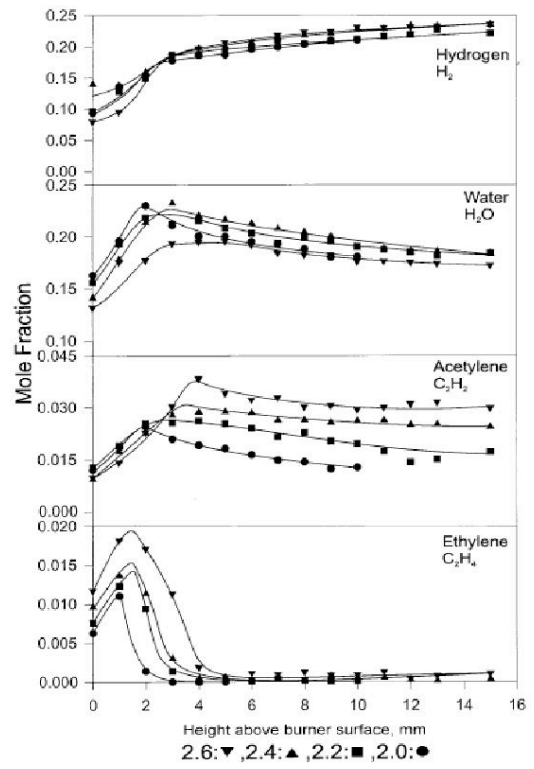 0.25
Hydrogen
H2
0.20
0.15
0.10
0.05
0.00
0.25
Water
H2O
0.20
0.15
0.10
Mole Fraction
0.045
Acetylene
C2H2
0.030
0.015
0.000
0.020
Ethylene
C2H4
0.015
0.010
0.005
0.000
0 2 4 6 8 10 12 14 16
Height above burner surface, mm
2.6:▼ ,2.4:▲ ,2.2:■ ,2.0:●